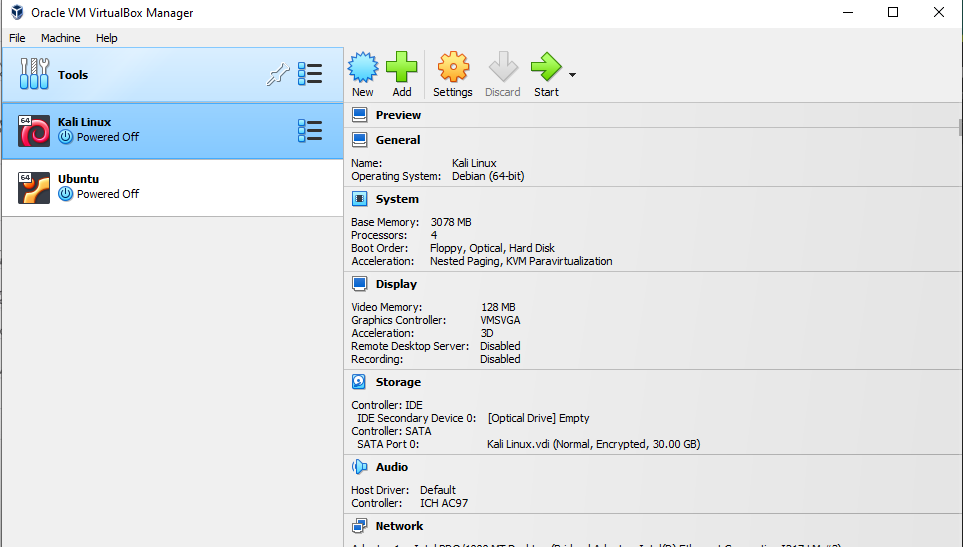 Oracle VM VirtualBox Manager
File Machine Help
Tools
New Add Settings Discard Start
64
Kali Linux
Powered Off
64
Ubuntu
Powered Off
Preview
General
Name: Kali Linux
Operating System: Debian (64-bit)
System
Base Memory: 3078 MB
Processors: 4
Boot Order: Floppy, Optical, Hard Disk
Acceleration: Nested Paging, KVM Paravirtualization
Display
Video Memory: 128 MB
Graphics Controller: VMSVGA
Acceleration: 3D
Remote Desktop Server: Disabled
Recording: Disabled
Storage
Controller: IDE
IDE Secondary Device 0: [Optical Drive] Empty
Controller: SATA
SATA Port 0: Kali Linux.vdi (Normal, Encrypted, 30.00 GB)
Audio
Host Driver: Default
Controller: ICH AC97
Network